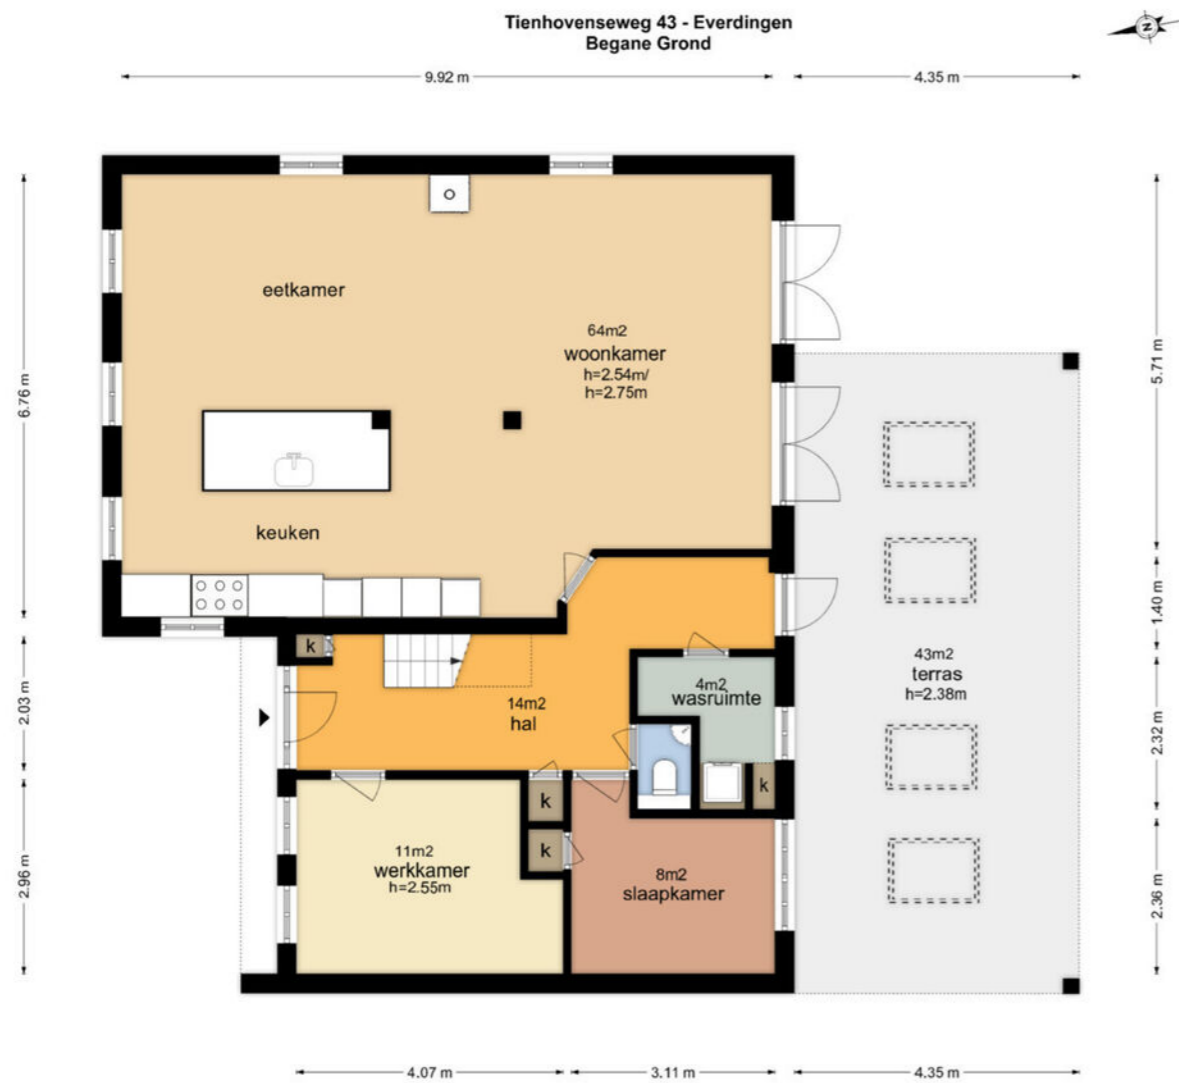 Tienhovenseweg 43 - Everdingen
Begane Grond
N
9.92 m
4.35 m
6.76 m
2.03 m
2.96 m
5.71 m
1.40 m
2.32 m
2.36 m
eetkamer
64m2
woonkamer
h=2.54m/
h=2.75m
keuken
k
14m2
hal
4m2
wasruimte
k
43m2
terras
h=2.38m
k
k
11m2
werkkamer
h=2.55m
8m2
slaapkamer
4.07 m
3.11 m
4.35 m